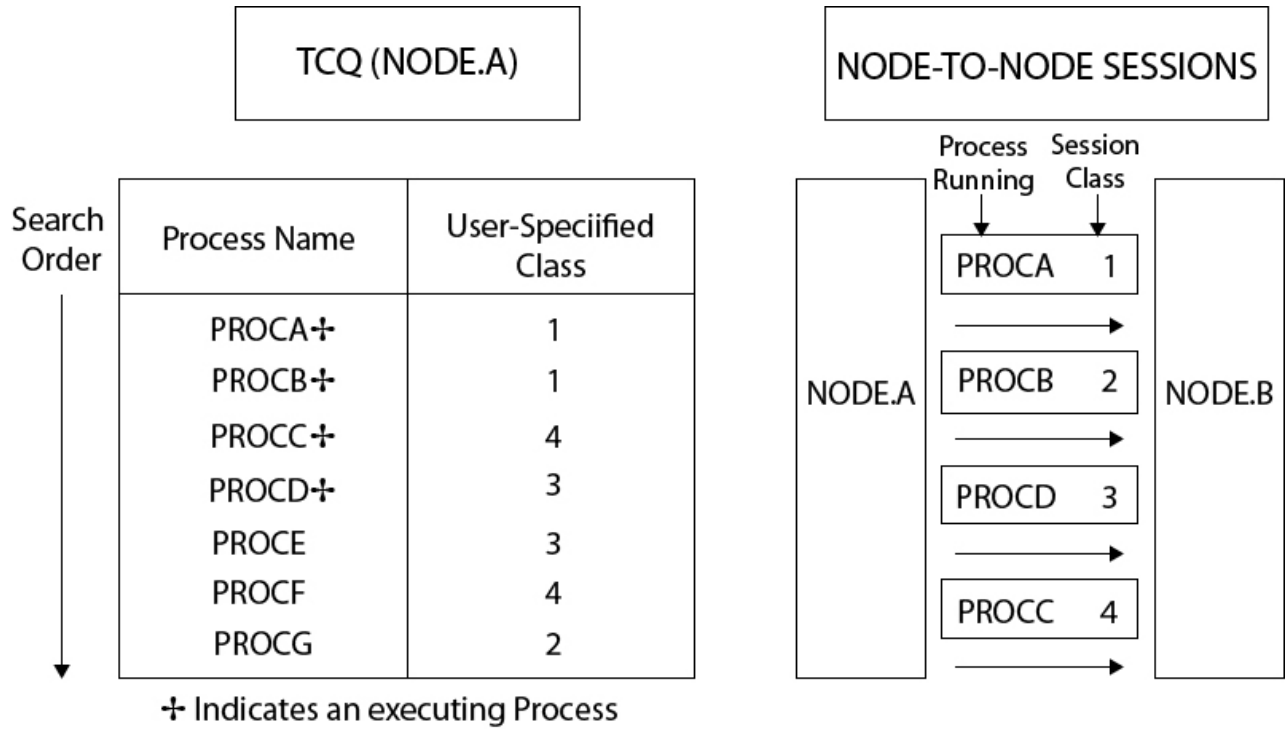 TCQ (NODE.A)
NODE-TO-NODE SESSIONS
Search
Order
Process Name
User-Speciified
Class
PROCA✢ 1
PROCB✢ 1
PROCC✢ 4
PROCD✢ 3
PROCE 3
PROCF 4
PROCG 2
✢ Indicates an executing Process
Process
Running
Session
Class
NODE.A
PROCA 1
PROCB 2
PROCD 3
PROCC 4
NODE.B